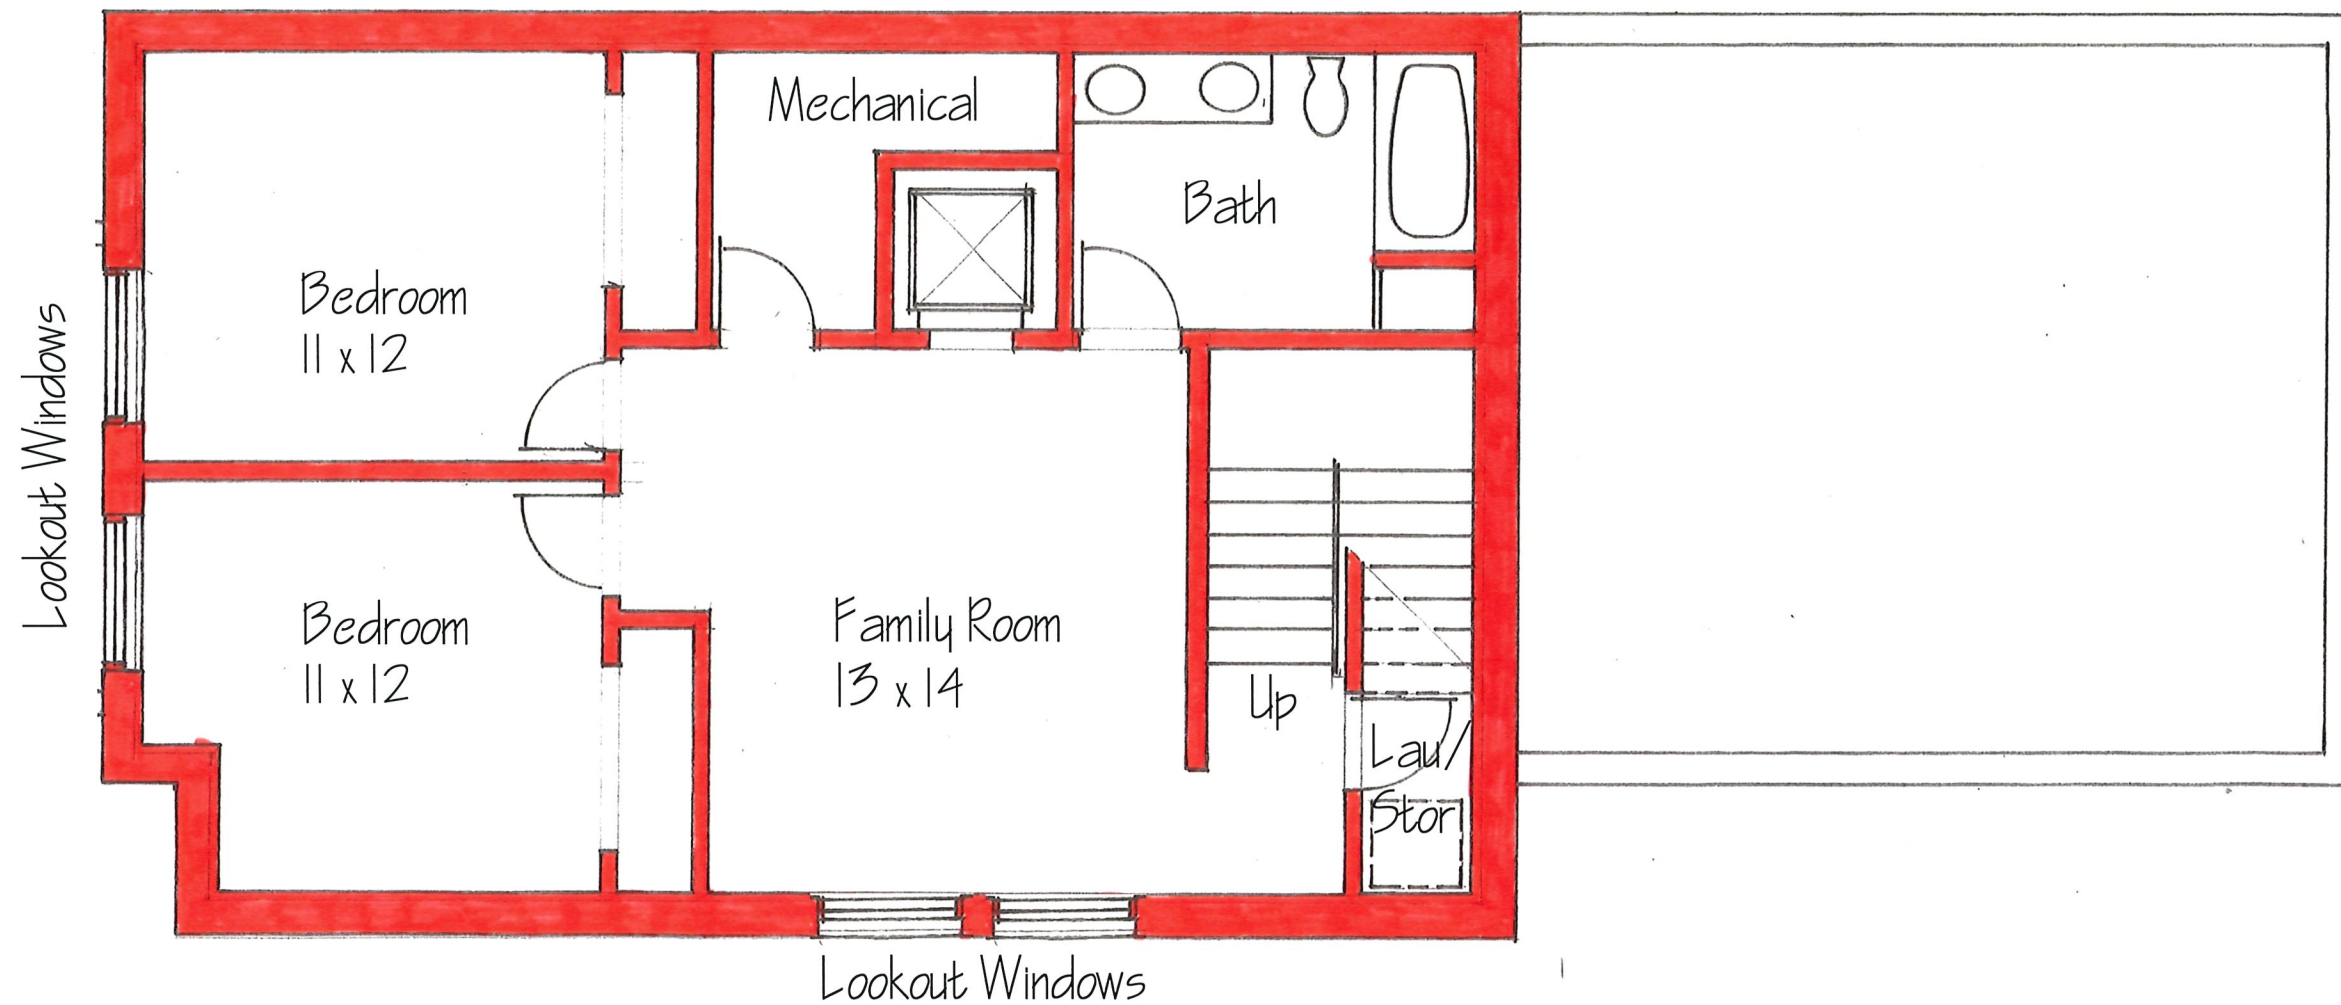 Mechanical
Bath
Bedroom
11 x 12
Lookout Windows
Bedroom
11 x 12
Family Room
13 x 14
Up
Lau/
Stor
Lookout Windows